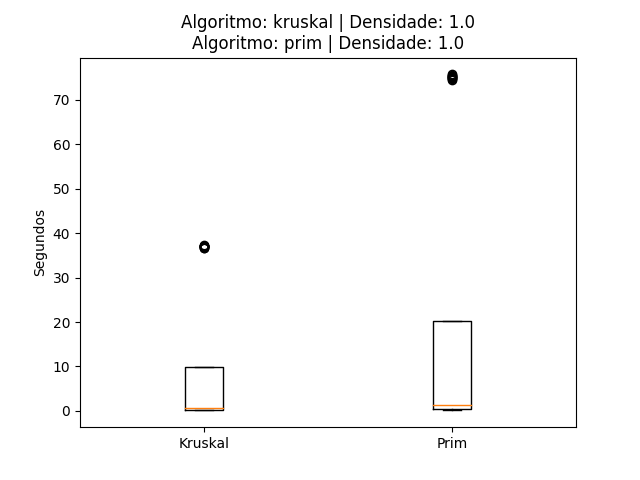 Algoritmo: kruskal | Densidade: 1.0
Algoritmo: prim | Densidade: 1.0
70
60
50
40
30
20
10
0
Segundos
Kruskal
Prim